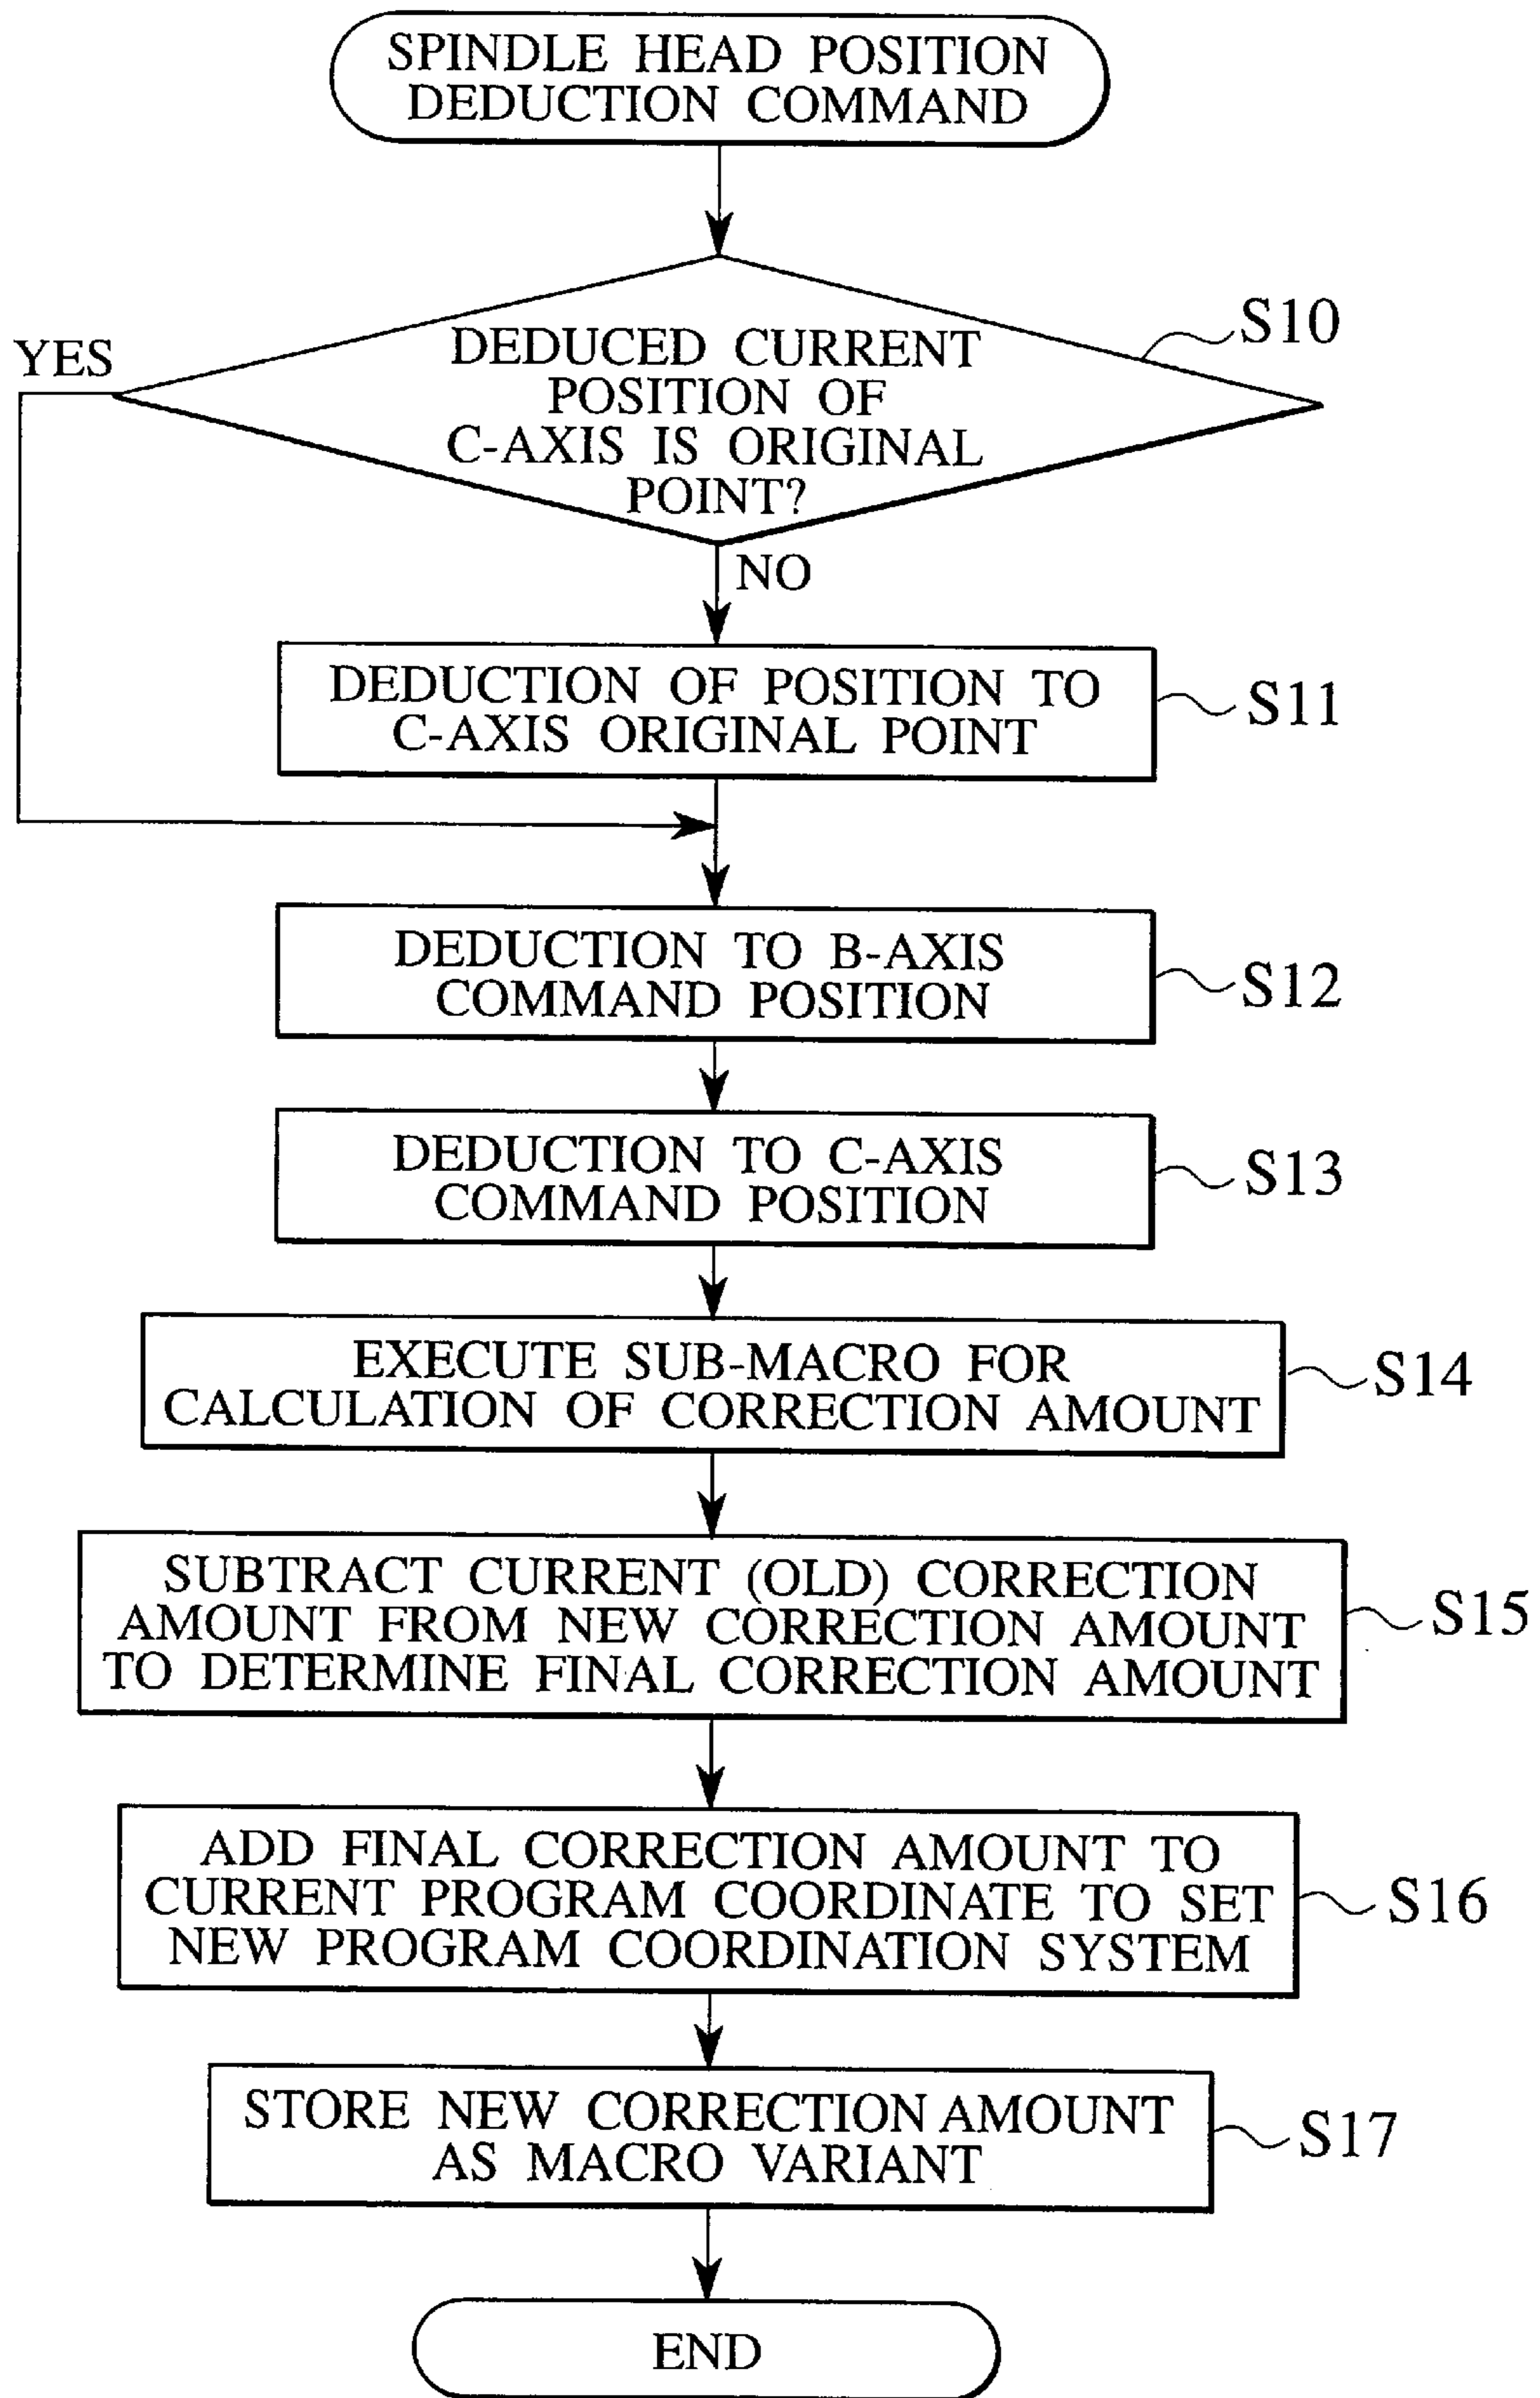 SPINDLE HEAD POSITION
DEDUCTION COMMAND
YES
DEDUCED CURRENT
POSITION OF
C-AXIS IS ORIGINAL
POINT?
S10
NO
DEDUCTION OF POSITION TO
C-AXIS ORIGINAL POINT
S11
DEDUCTION TO B-AXIS
COMMAND POSITION
S12
DEDUCTION TO C-AXIS
COMMAND POSITION
S13
EXECUTE SUB-MACRO FOR
CALCULATION OF CORRECTION AMOUNT
S14
SUBTRACT CURRENT (OLD) CORRECTION
AMOUNT FROM NEW CORRECTION AMOUNT
TO DETERMINE FINAL CORRECTION AMOUNT
S15
ADD FINAL CORRECTION AMOUNT TO
CURRENT PROGRAM COORDINATE TO SET
NEW PROGRAM COORDINATION SYSTEM
S16
STORE NEW CORRECTION AMOUNT
AS MACRO VARIANT
S17
END